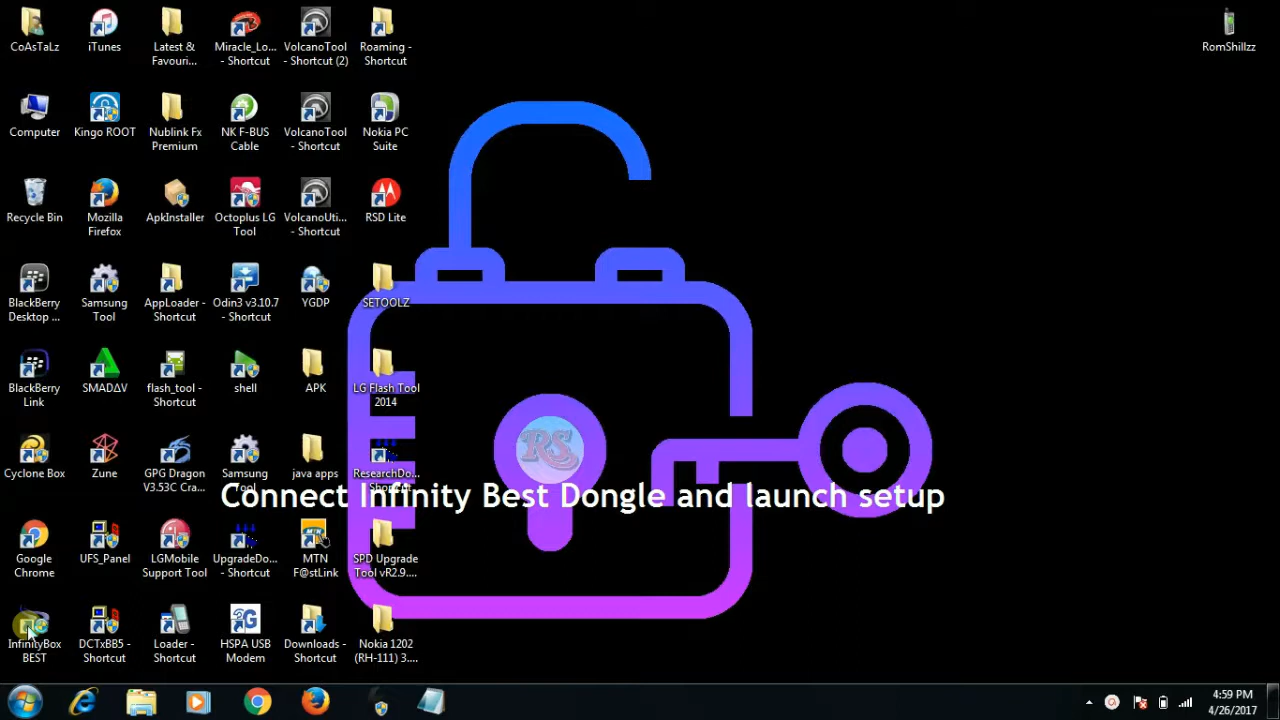 CoAsTaLz
iTunes
Latest &
Favouri...
Miracle_Lo...
- Shortcut
VolcanoTool
- Shortcut (2)
Roaming -
Shortcut
RomShillzz
Computer
Kingo ROOT
Nublink Fx
Premium
NK F-BUS
Cable
VolcanoTool
- Shortcut
Nokia PC
Suite
Recycle Bin
Mozilla
Firefox
ApkInstaller
Octoplus LG
Tool
VolcanoUti...
- Shortcut
RSD Lite
BlackBerry
Desktop ...
Samsung
Tool
AppLoader -
Shortcut
Odin3 v3.10.7
- Shortcut
YGDP
SETOOLZ
BlackBerry
Link
SMADΔV
flash_tool -
Shortcut
shell
APK
LG Flash Tool
2014
Cyclone Box
Zune
GPG Dragon
V3.53C Cra...
Samsung
Tool
java apps
ResearchDo...
- Shortcut
RS
Connect Infinity Best Dongle and launch setup
Google
Chrome
UFS_Panel
LGMobile
Support Tool
UpgradeDo...
- Shortcut
MTN
F@stLink
SPD Upgrade
Tool vR2.9....
InfinityBox
BEST
DCTxBB5 -
Shortcut
Loader -
Shortcut
HSPA USB
Modem
Downloads -
Shortcut
Nokia 1202
(RH-111) 3....
4:59 PM
4/26/2017